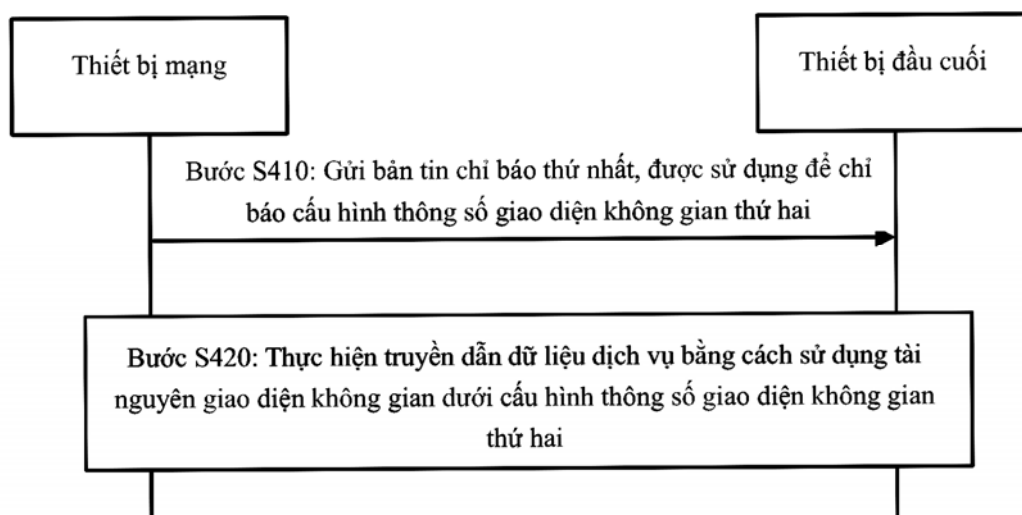 Thiết bị mạng
Thiết bị đầu cuối
Bước S410: Gửi bản tin chỉ báo thứ nhất, được sử dụng để chỉ
báo cấu hình thông số giao diện không gian thứ hai
Bước S420: Thực hiện truyền dẫn dữ liệu dịch vụ bằng cách sử dụng tài
nguyên giao diện không gian dưới cấu hình thông số giao diện không gian
thứ hai